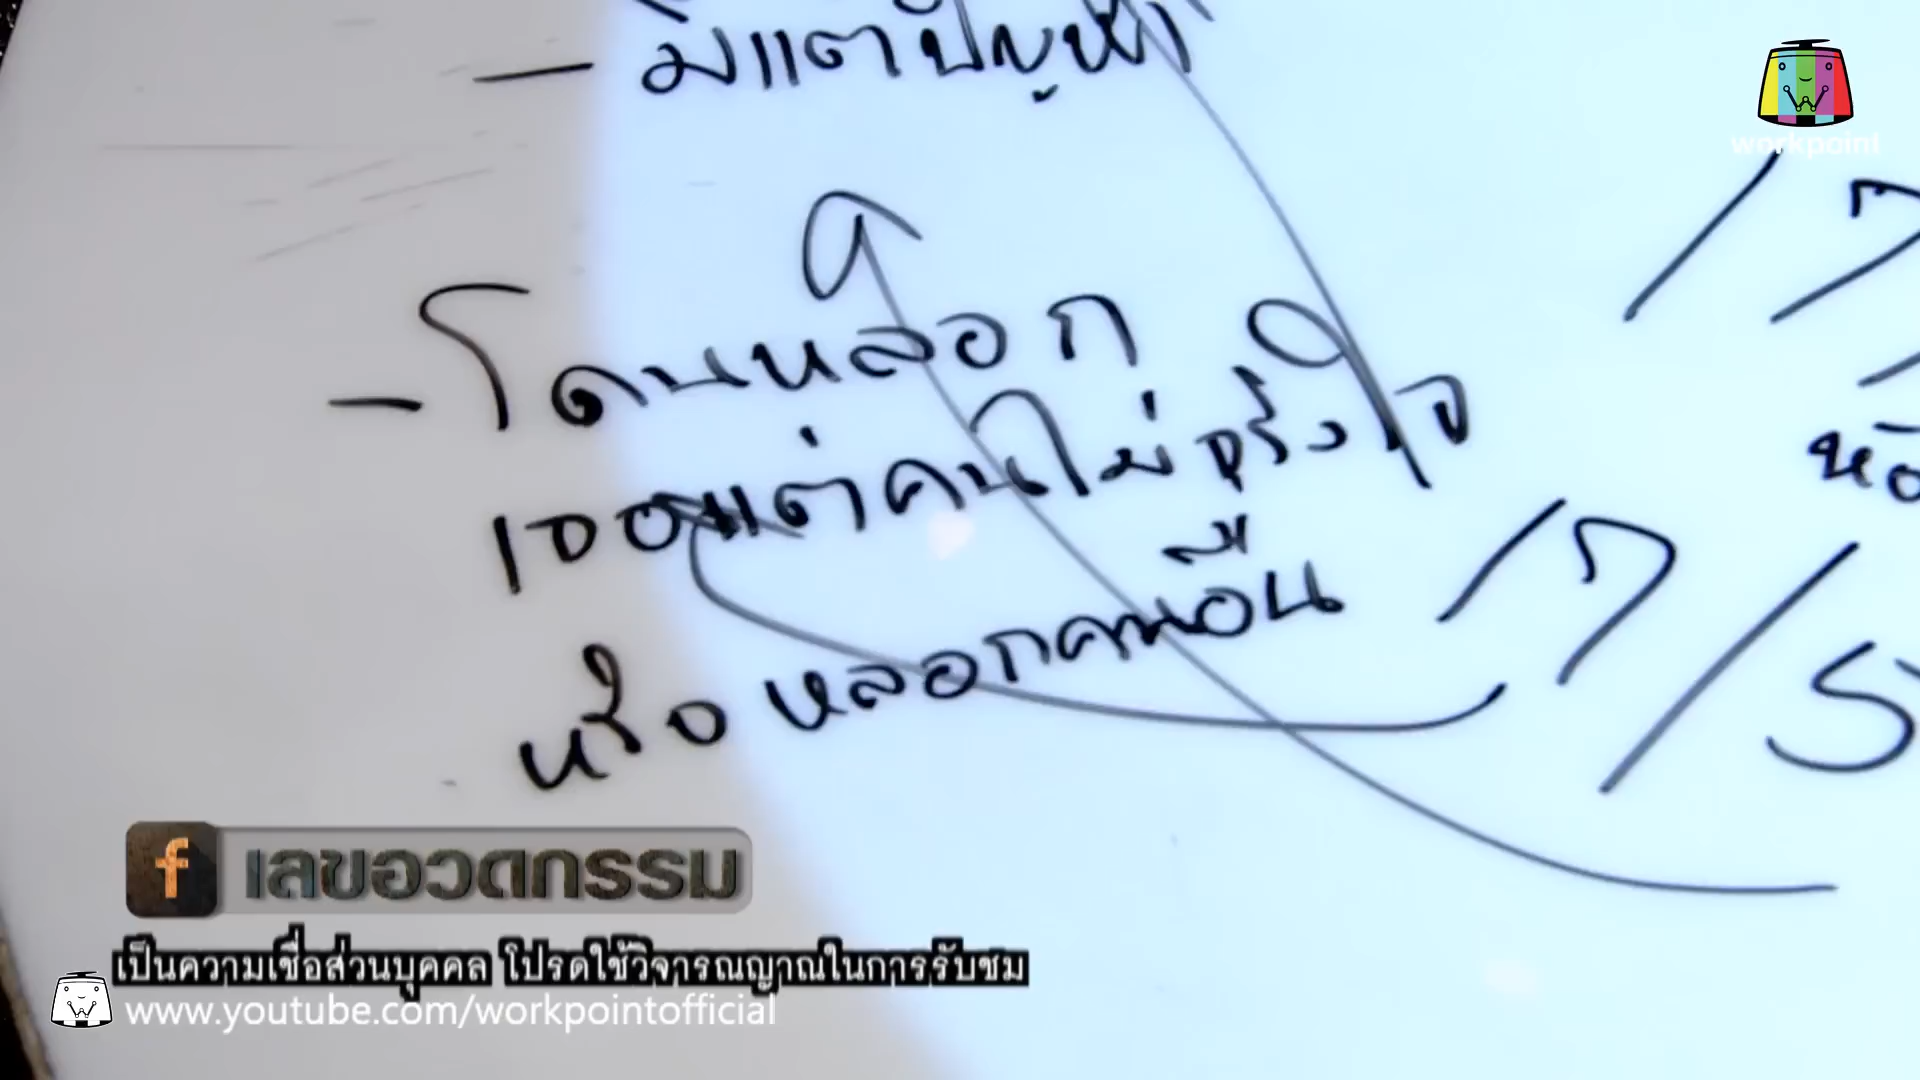 - มีแต่ปัญหา
workpoint
- โดนหลอก
เจอแต่คนไม่จริงใจ
หรือหลอกคนอื่น
/7/5
f เลขอวดกรรม
เป็นความเชื่อส่วนบุคคล โปรดใช้วิจารณญาณในการรับชม
www.youtube.com/workpointofficial